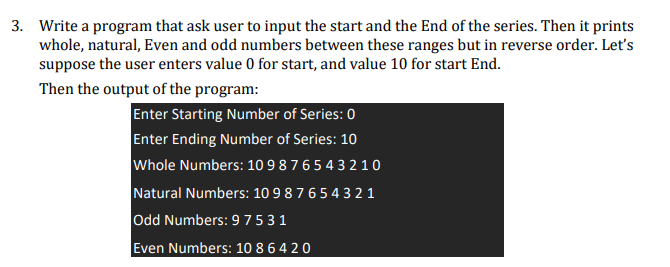 3. Write a program that ask user to input the start and the End of the series. Then it prints
whole, natural, Even and odd numbers between these ranges but in reverse order. Let's
suppose the user enters value 0 for start, and value 10 for start End.
Then the output of the program:
Enter Starting Number of Series: 0
Enter Ending Number of Series: 10
Whole Numbers: 10 9 8 7 6 5 4 3 2 1 0
Natural Numbers: 10 9 8 7 6 5 4 3 2 1
Odd Numbers: 9 7 5 3 1
Even Numbers: 10 8 6 4 2 0